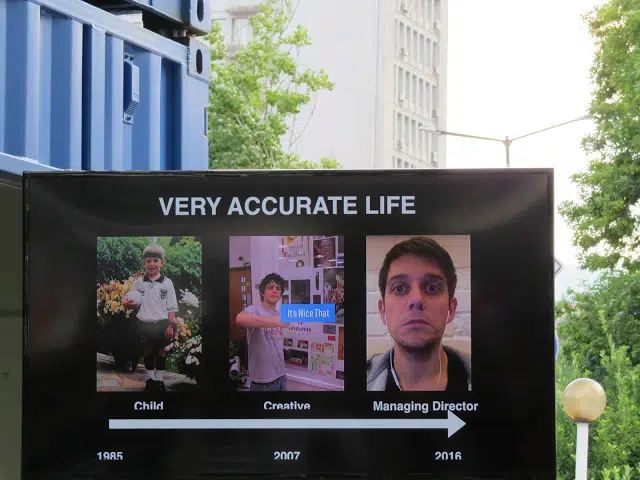 VERY ACCURATE LIFE
It's Nice That
Child
Creative
Managing Director
1985
2007
2016